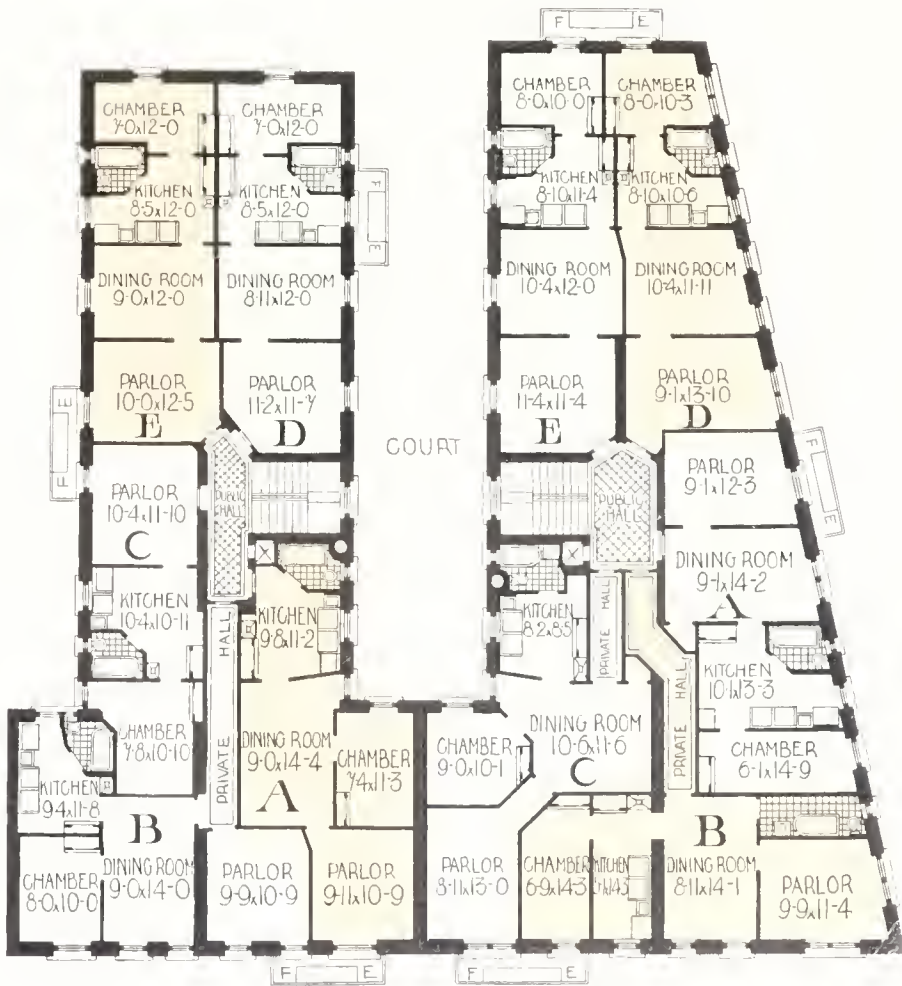 F E
CHAMBER
7-0x12-0
CHAMBER
7-0x12-0
KITCHEN
8-5x12-0
KITCHEN
8-5x12-0
F
E
DINING ROOM
9-0x12-0
DINING ROOM
8-11x12-0
PARLOR
10-0x12-5
E
PARLOR
11-2x11-7
D
E
F
PARLOR
10-4x11-10
C
PUBLIC
HALL
KITCHEN
10-4x10-11
KITCHEN
9-8x11-2
PRIVATE HALL
CHAMBER
7-8x10-10
DINING ROOM
9-0x14-4
A
CHAMBER
7-4x11-3
KITCHEN
9-4x11-8
B
CHAMBER
8-0x10-0
DINING ROOM
9-0x14-0
PARLOR
9-9x10-9
PARLOR
9-11x10-9
F E
COURT
CHAMBER
8-0x10-0
CHAMBER
8-0x10-3
KITCHEN
8-10x11-4
KITCHEN
8-10x10-6
DINING ROOM
10-4x12-0
DINING ROOM
10-4x11-11
PARLOR
11-4x11-4
E
PARLOR
9-1x13-10
D
PUBLIC
HALL
PARLOR
9-1x12-3
F E
DINING ROOM
9-1x14-2
A
KITCHEN
8-2x8-5
PRIVATE HALL
PRIVATE HALL
KITCHEN
10-1x13-3
CHAMBER
6-1x14-9
CHAMBER
9-0x10-1
DINING ROOM
10-6x11-6
C
B
PARLOR
8-11x13-0
CHAMBER
6-9x14-3
KITCHEN
DINING ROOM
8-11x14-1
PARLOR
9-9x11-4
F E